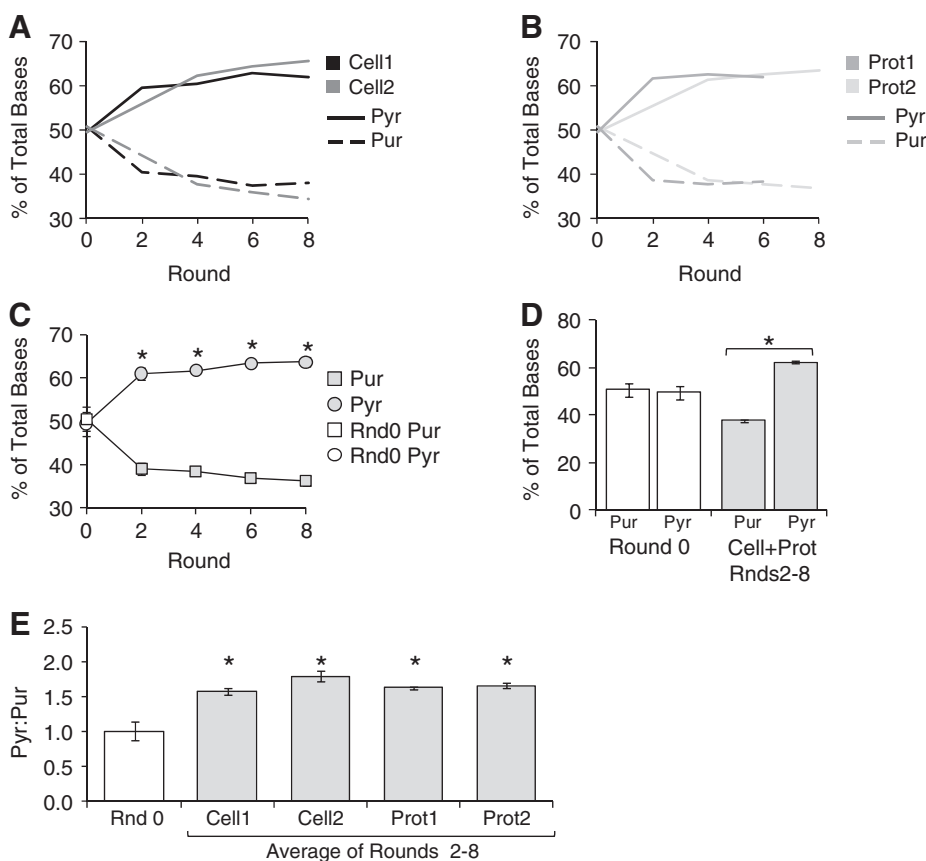 A
% of Total Bases
70
60
50
40
30
0 2 4 6 8
Round
Cell1
Cell2
Pyr
Pur
B
% of Total Bases
70
60
50
40
30
0 2 4 6 8
Round
Prot1
Prot2
Pyr
Pur
C
% of Total Bases
70
60
50
40
30
* * * *
0 2 4 6 8
Round
Pur
Pyr
Rnd0 Pur
Rnd0 Pyr
D
% of Total Bases
80
60
40
20
0
*
Pur Pyr Pur Pyr
Round 0 Cell+Prot
Rnds2-8
E
Pyr:Pur
2.5
2.0
1.5
1.0
0.5
0.0
* * * *
Rnd 0 Cell1 Cell2 Prot1 Prot2
Average of Rounds 2-8